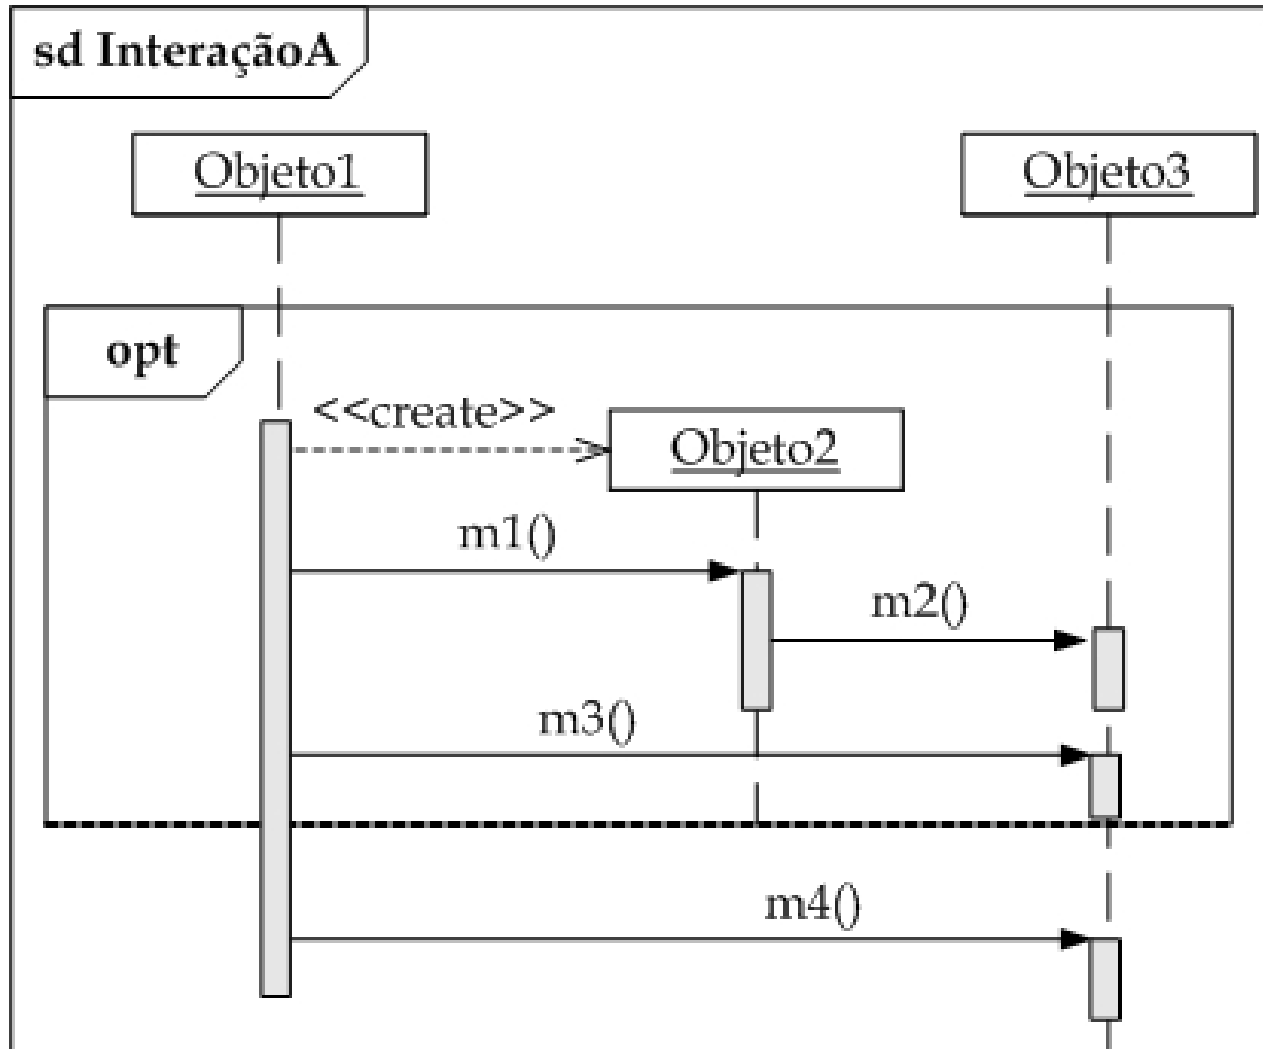 sd InteraçãoA
Objeto1
Objeto3
opt
<<create>>
Objeto2
m1()
m2()
m3()
m4()